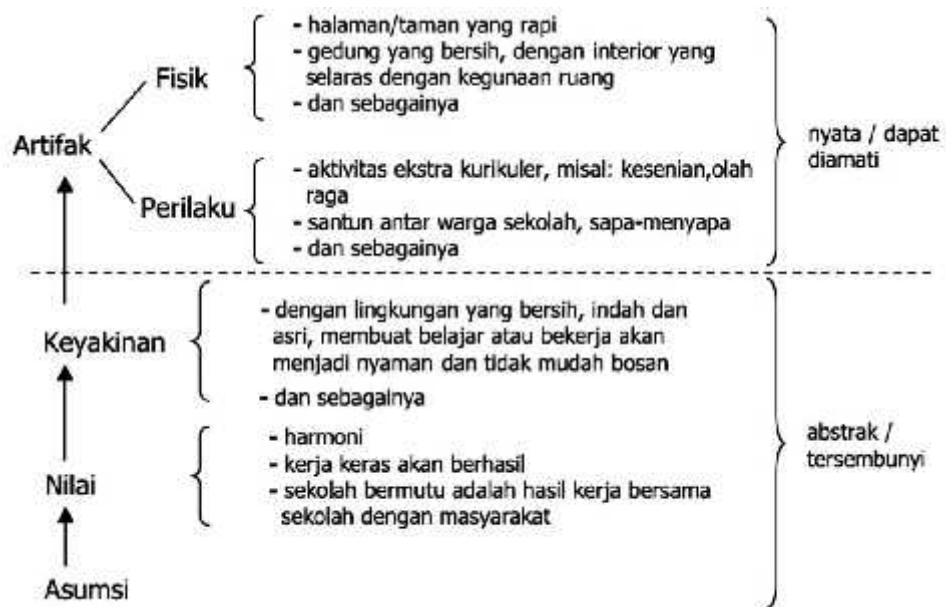 - halaman/taman yang rapi
- gedung yang bersih, dengan interior yang
selaras dengan kegunaan ruang
- dan sebagainya
Fisik
Artifak
Perilaku
- aktivitas ekstra kurikuler, misal: kesenian,olah
raga
- santun antar warga sekolah, sapa-menyapa
- dan sebagainya
nyata / dapat
diamati
Keyakinan
- dengan lingkungan yang bersih, indah dan
asri, membuat belajar atau bekerja akan
menjadi nyaman dan tidak mudah bosan
- dan sebagainya
Nilai
- harmoni
- kerja keras akan berhasil
- sekolah bermutu adalah hasil kerja bersama
sekolah dengan masyarakat
abstrak /
tersembunyi
Asumsi